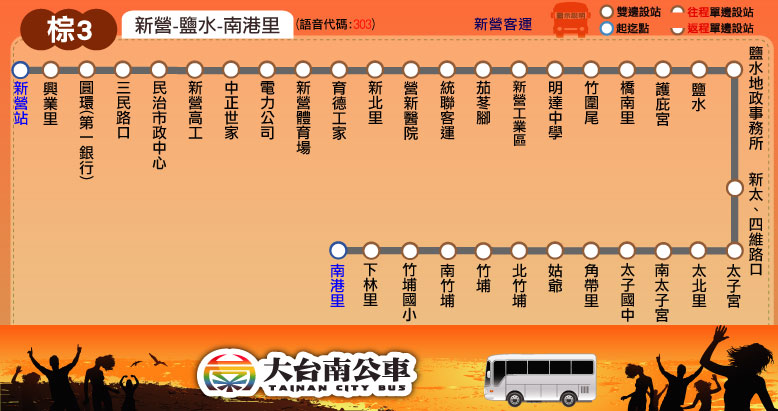 棕3
新營-鹽水-南港里
(語音代碼:303)
新營客運
圖示說明
雙邊設站
往程單邊設站
起迄點
返程單邊設站
新營站
興業里
圓環(第一銀行)
三民路口
民治市政中心
新營高工
中正世家
電力公司
新營體育場
育德工家
新北里
營新醫院
統聯客運
茄苳腳
新營工業區
明達中學
竹圍尾
橋南里
護庇宮
鹽水
鹽水地政事務所
新太、四維路口
太子宮
太北里
南太子宮
太子國中
角帶里
姑爺
北竹埔
竹埔
南竹埔
竹埔國小
下林里
南港里
大台南公車
TAINAN CITY BUS